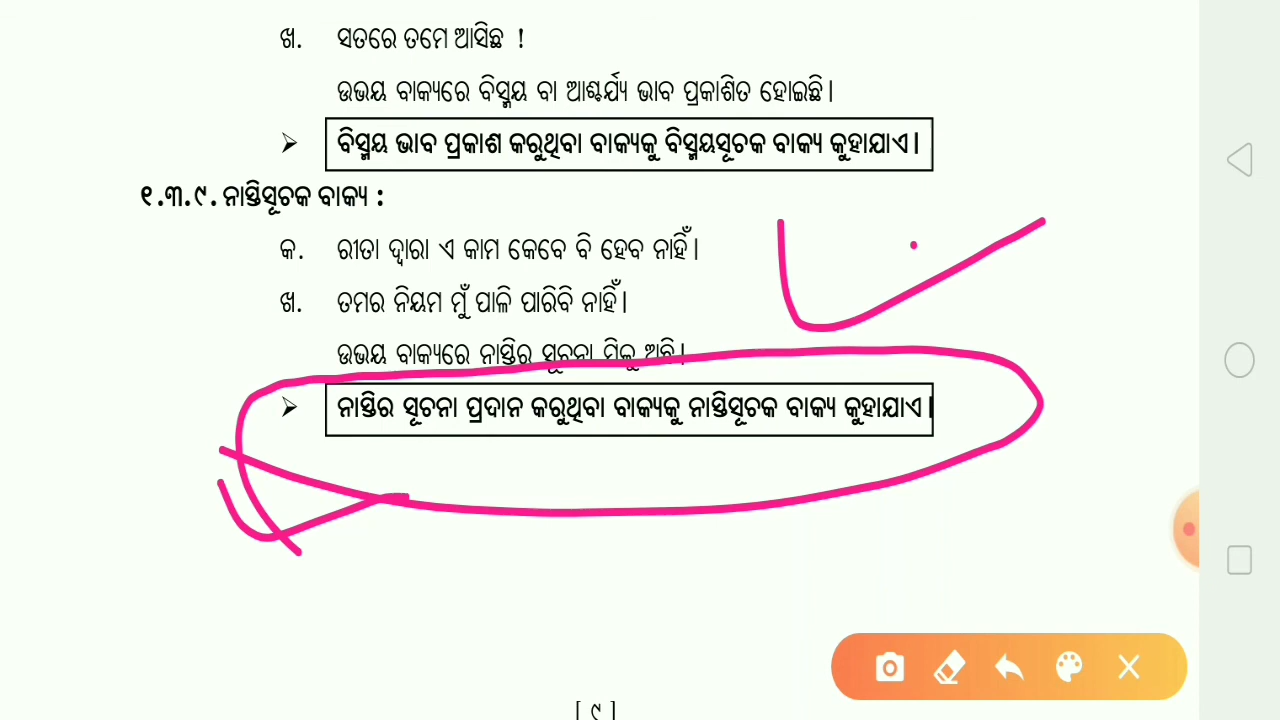 ଖ. ସତରେ ତମେ ଆସିଛ !
ଉଭୟ ବାକ୍ୟରେ ବିସ୍ମୟ ବା ଆଶ୍ଚର୍ଯ୍ୟ ଭାବ ପ୍ରକାଶିତ ହୋଇଛି।
➢ ବିସ୍ମୟ ଭାବ ପ୍ରକାଶ କରୁଥିବା ବାକ୍ୟକୁ ବିସ୍ମୟସୂଚକ ବାକ୍ୟ କୁହାଯାଏ।
୧.୩.୯. ନାସ୍ତିସୂଚକ ବାକ୍ୟ :
କ. ରୀତା ଦ୍ୱାରା ଏ କାମ କେବେ ବି ହେବ ନାହିଁ।
ଖ. ତମର ନିୟମ ମୁଁ ପାଳି ପାରିବି ନାହିଁ।
ଉଭୟ ବାକ୍ୟରେ ନାସ୍ତିର ସୂଚନା ମିଳୁ ଅଛି।
➢ ନାସ୍ତିର ସୂଚନା ପ୍ରଦାନ କରୁଥିବା ବାକ୍ୟକୁ ନାସ୍ତିସୂଚକ ବାକ୍ୟ କୁହାଯାଏ।
[ ୯ ]